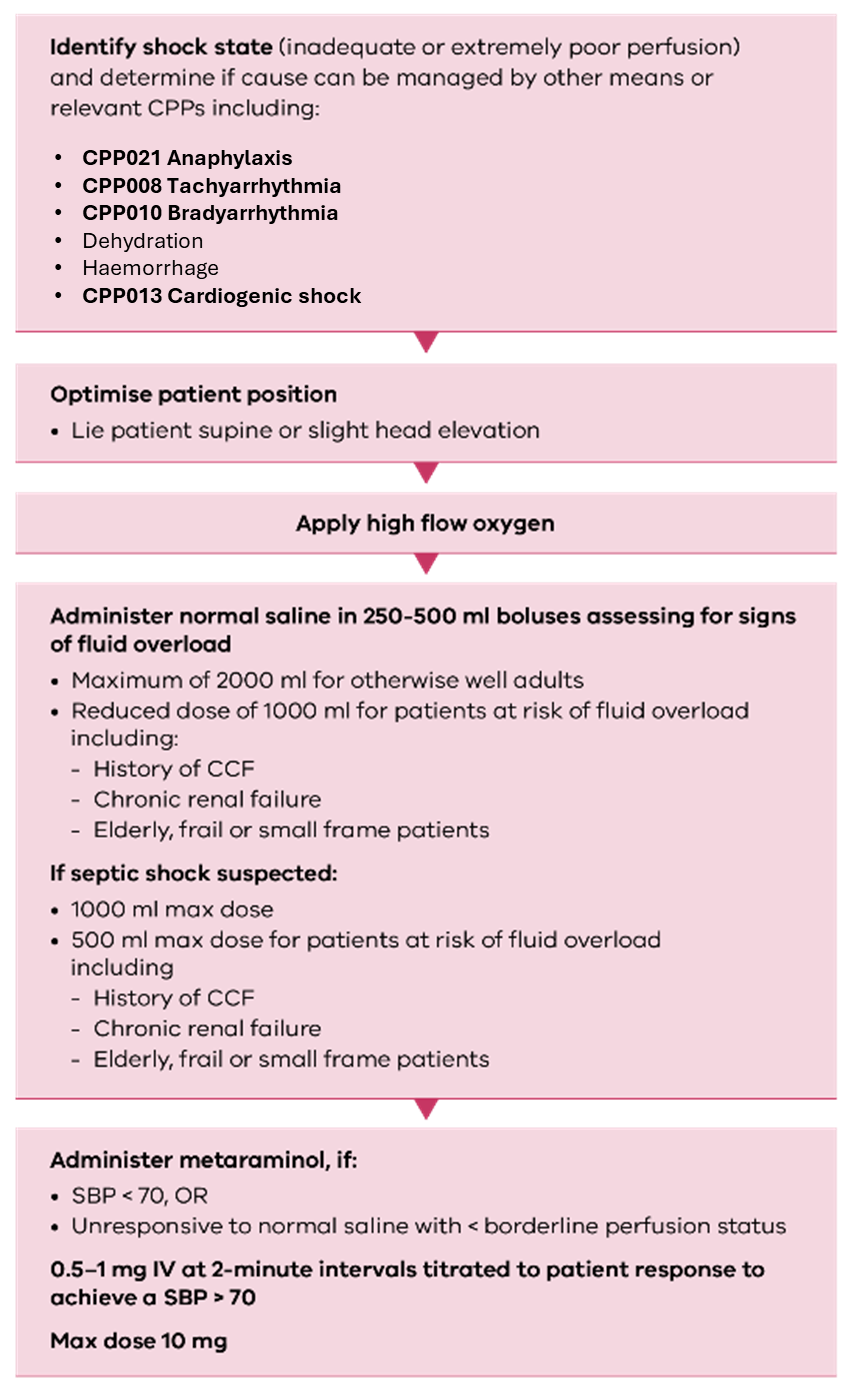 Identify shock state (inadequate or extremely poor perfusion)
and determine if cause can be managed by other means or
relevant CPPs including:
• CPP021 Anaphylaxis
• CPP008 Tachyarrhythmia
• CPP010 Bradyarrhythmia
• Dehydration
• Haemorrhage
• CPP013 Cardiogenic shock
Optimise patient position
• Lie patient supine or slight head elevation
Apply high flow oxygen
Administer normal saline in 250-500 ml boluses assessing for signs
of fluid overload
• Maximum of 2000 ml for otherwise well adults
• Reduced dose of 1000 ml for patients at risk of fluid overload
including:
- History of CCF
- Chronic renal failure
- Elderly, frail or small frame patients
If septic shock suspected:
• 1000 ml max dose
• 500 ml max dose for patients at risk of fluid overload
including
- History of CCF
- Chronic renal failure
- Elderly, frail or small frame patients
Administer metaraminol, if:
• SBP < 70, OR
• Unresponsive to normal saline with < borderline perfusion status
0.5–1 mg IV at 2-minute intervals titrated to patient response to
achieve a SBP > 70
Max dose 10 mg